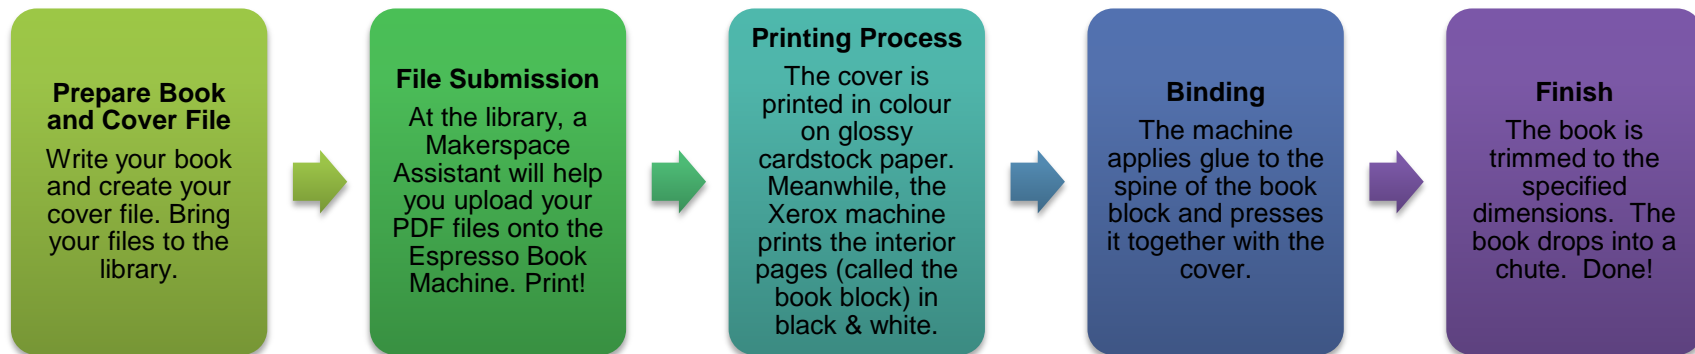 Prepare Book
and Cover File
Write your book
and create your
cover file. Bring
your files to the
library.
File Submission
At the library, a
Makerspace
Assistant will help
you upload your
PDF files onto the
Espresso Book
Machine. Print!
Printing Process
The cover is
printed in colour
on glossy
cardstock paper.
Meanwhile, the
Xerox machine
prints the interior
pages (called the
book block) in
black & white.
Binding
The machine
applies glue to the
spine of the book
block and presses
it together with the
cover.
Finish
The book is
trimmed to the
specified
dimensions.  The
book drops into a
chute.  Done!